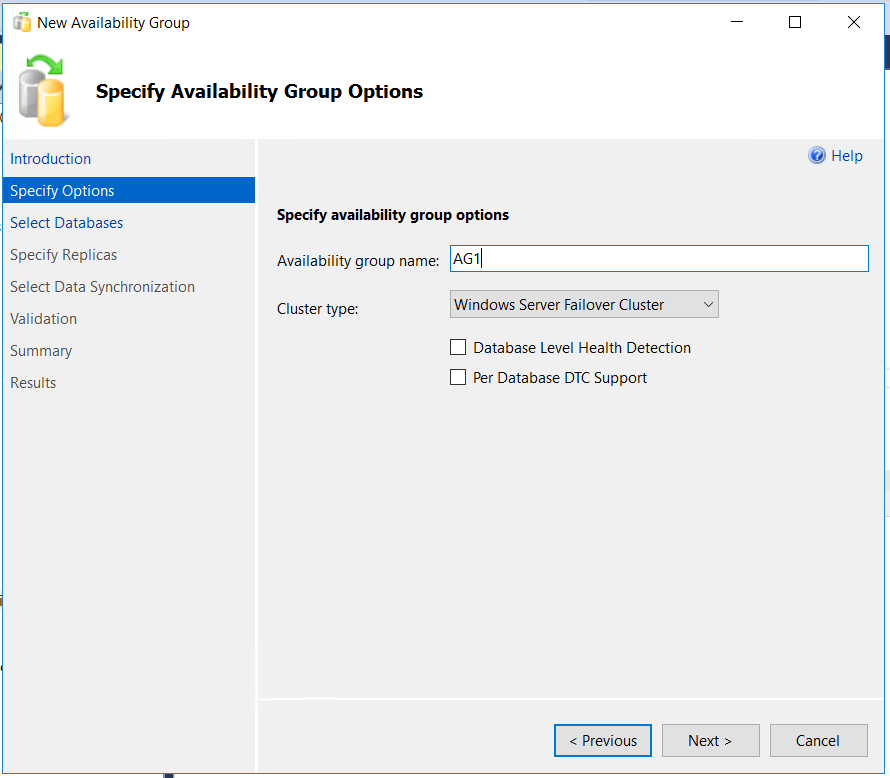 New Availability Group
Specify Availability Group Options
Introduction
Specify Options
Select Databases
Specify Replicas
Select Data Synchronization
Validation
Summary
Results
Help
Specify availability group options
Availability group name: AG1
Cluster type: Windows Server Failover Cluster
Database Level Health Detection
Per Database DTC Support
< Previous Next > Cancel